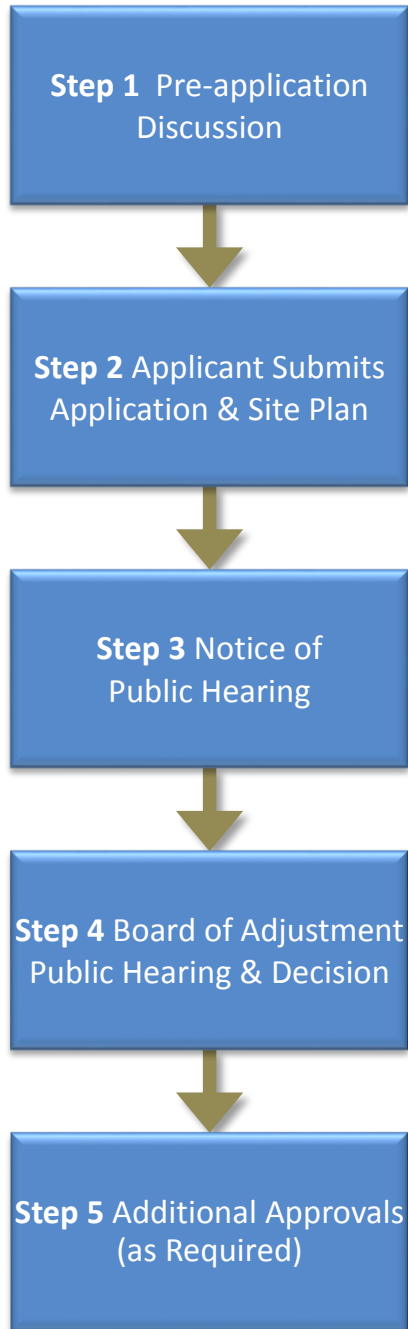 Step 1 Pre-application
Discussion
Step 2 Applicant Submits
Application & Site Plan
Step 3 Notice of
Public Hearing
Step 4 Board of Adjustment
Public Hearing & Decision
Step 5 Additional Approvals
(as Required)